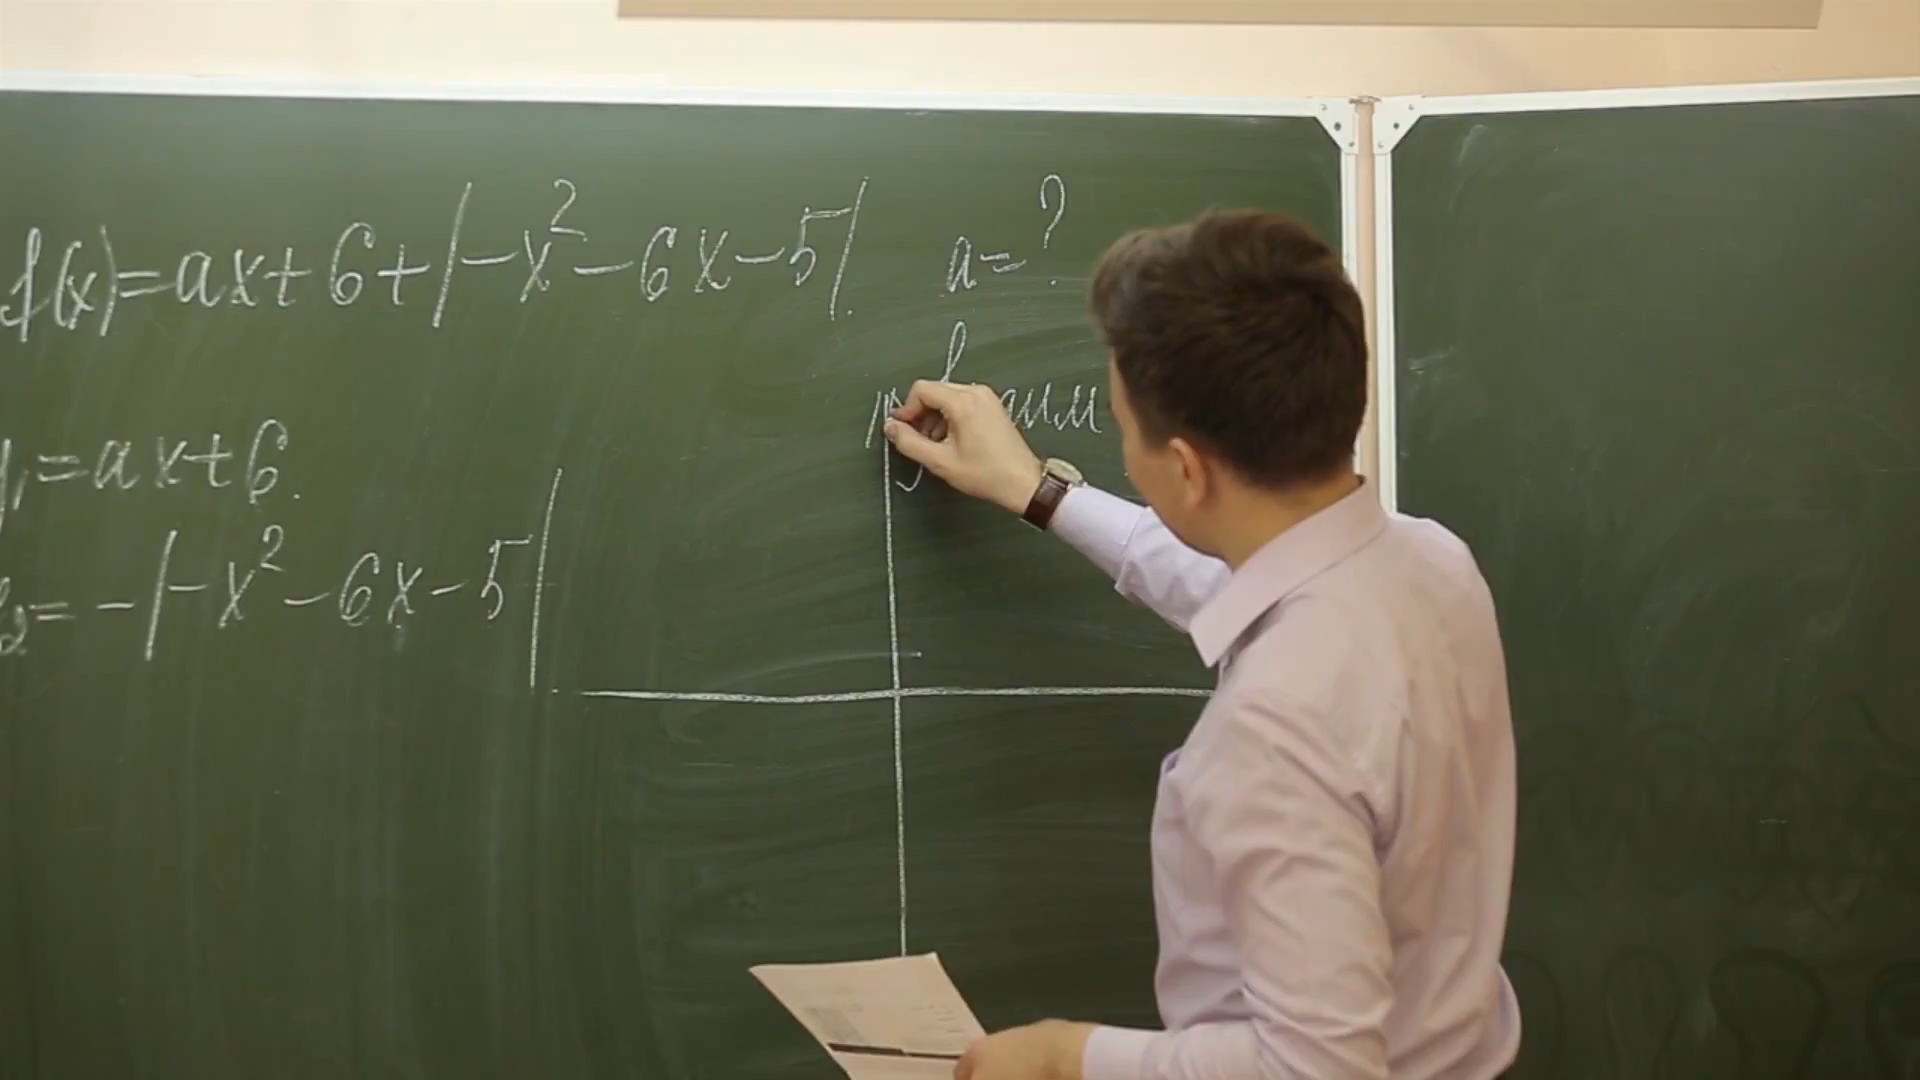 f(x)=ax+6+|-x²-6x-5|. a=?
y₁=ax+6.
y₂=-|-x²-6x-5|